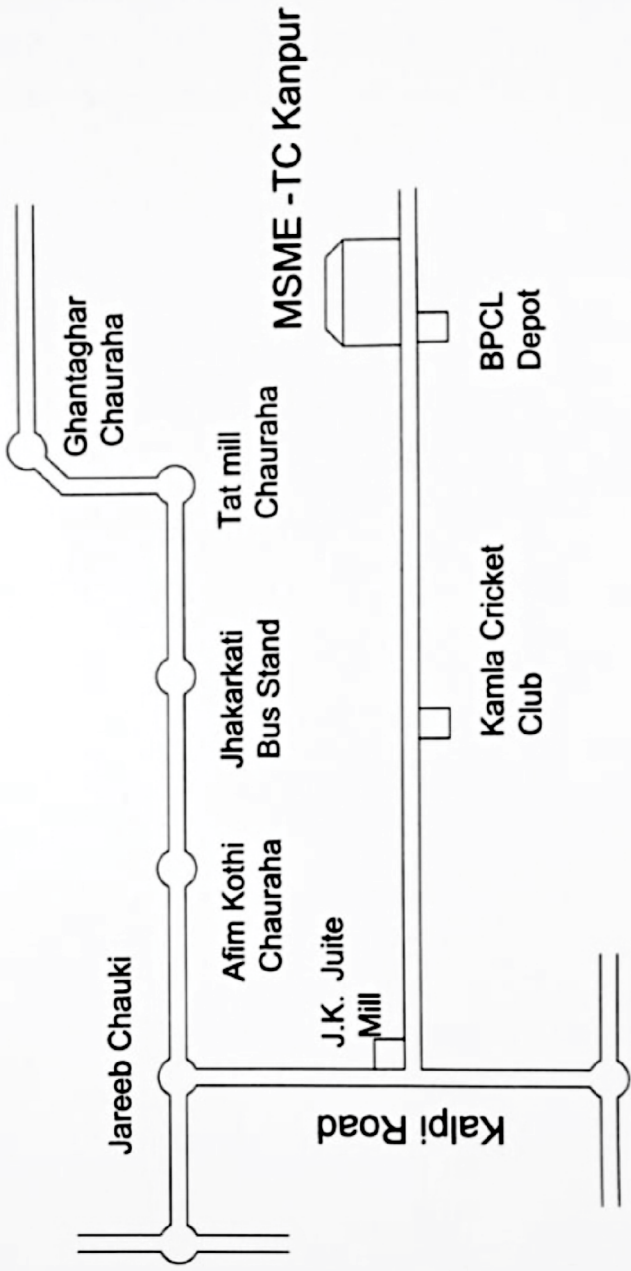 Ghantaghar
Chauraha
MSME -TC Kanpur
Tat mill
Chauraha
BPCL
Depot
Jhakarkati
Bus Stand
Kamla Cricket
Club
Afim Kothi
Chauraha
J.K. Juite
Mill
Jareeb Chauki
Kalpi Road